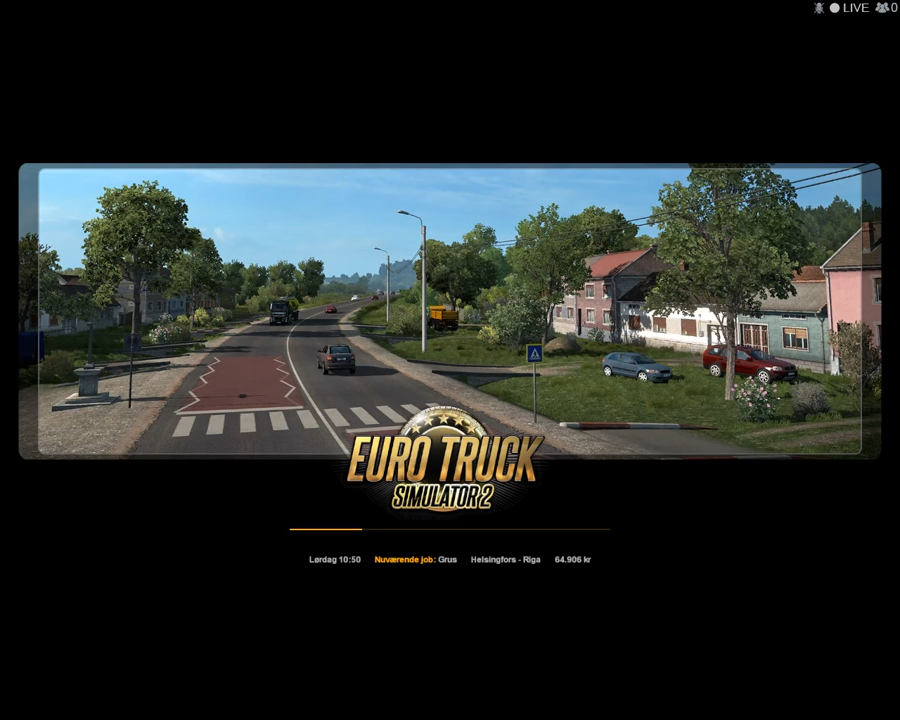 LIVE 0
EURO TRUCK
SIMULATOR 2
Lørdag 10:50 Nuværende job: Grus Helsingfors - Riga 64.906 kr